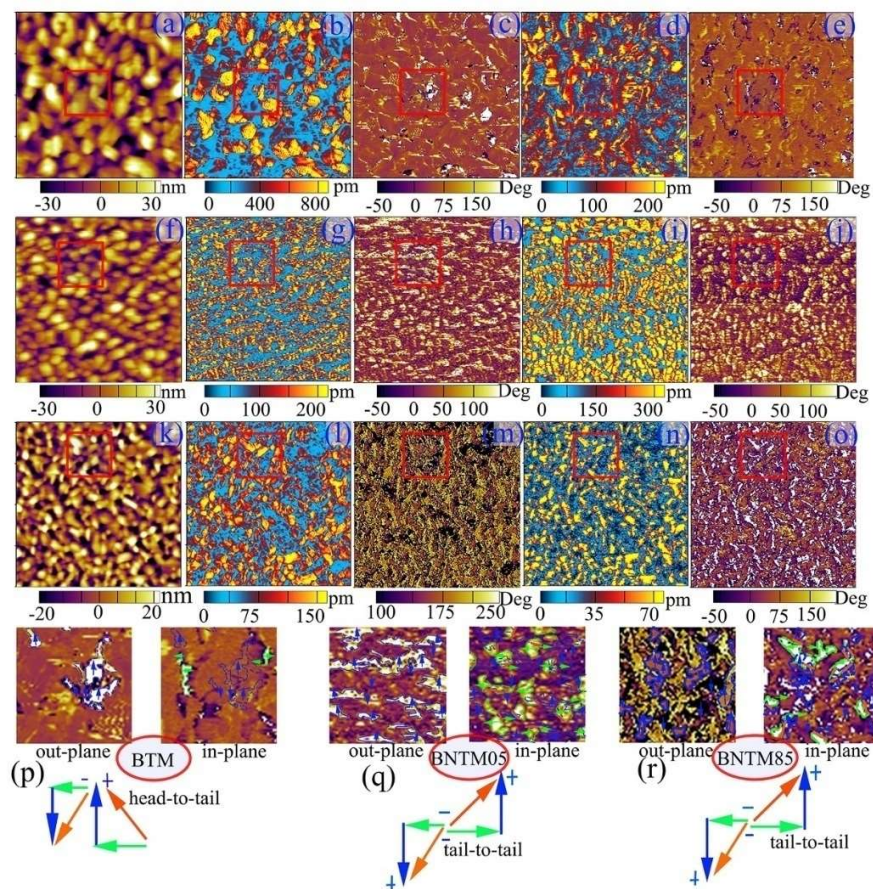 (a) (b) (c) (d) (e)
-30 0 30 nm 0 400 800 pm -50 0 75 150 Deg 0 100 200 pm -50 0 75 150 Deg
(f) (g) (h) (i) (j)
-30 0 30 nm 0 100 200 pm -50 0 50 100 Deg 0 150 300 pm -50 0 50 100 Deg
(k) (l) (m) (n) (o)
-20 0 20 nm 0 75 150 pm 100 175 250 Deg 0 35 70 pm -50 0 75 150 Deg
out-plane in-plane out-plane in-plane out-plane in-plane
(p) BTM (q) BNTM05 (r) BNTM85
- + head-to-tail + +
- -
- tail-to-tail - tail-to-tail
+ +